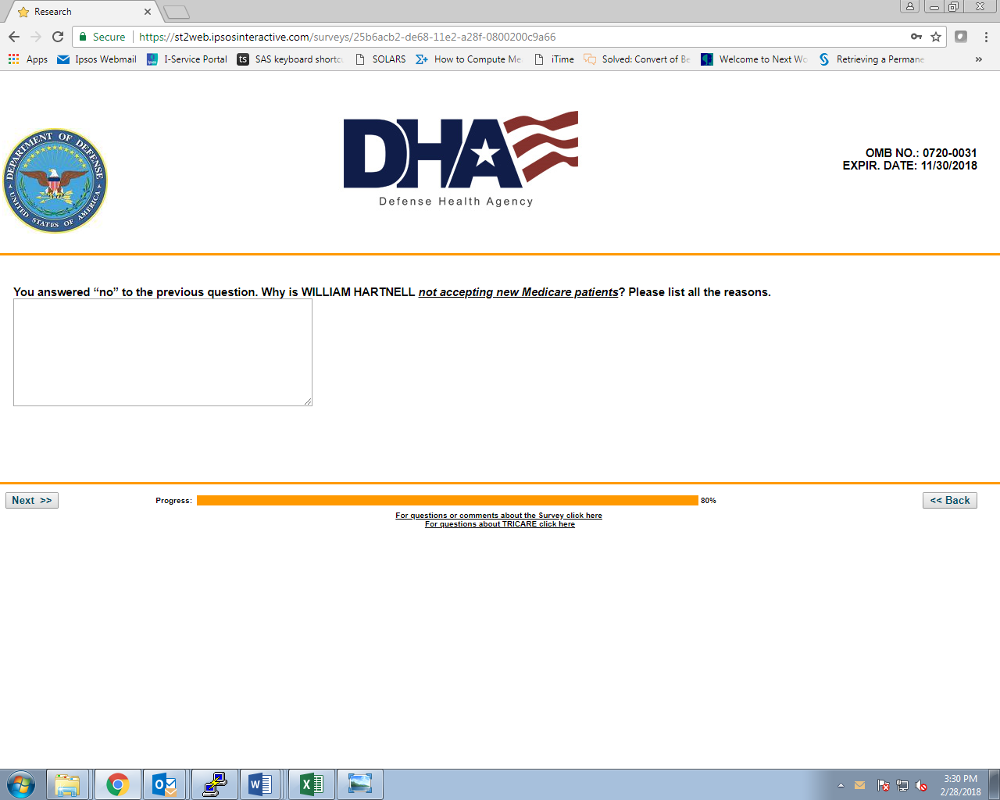 Research
Secure | https://st2web.ipsosinteractive.com/surveys/25b6acb2-de68-11e2-a28f-0800200c9a66
Apps Ipsos Webmail I-Service Portal ts SAS keyboard shortc SOLARS Σ+ How to Compute Me iTime Solved: Convert of Be Welcome to Next Wo S Retrieving a Permane »
DEPARTMENT OF DEFENSE
UNITED STATES OF AMERICA
DHA
Defense Health Agency
OMB NO.: 0720-0031
EXPIR. DATE: 11/30/2018
You answered “no” to the previous question. Why is WILLIAM HARTNELL not accepting new Medicare patients? Please list all the reasons.
Next >> Progress: 80% << Back
For questions or comments about the Survey click here
For questions about TRICARE click here
3:30 PM
2/28/2018